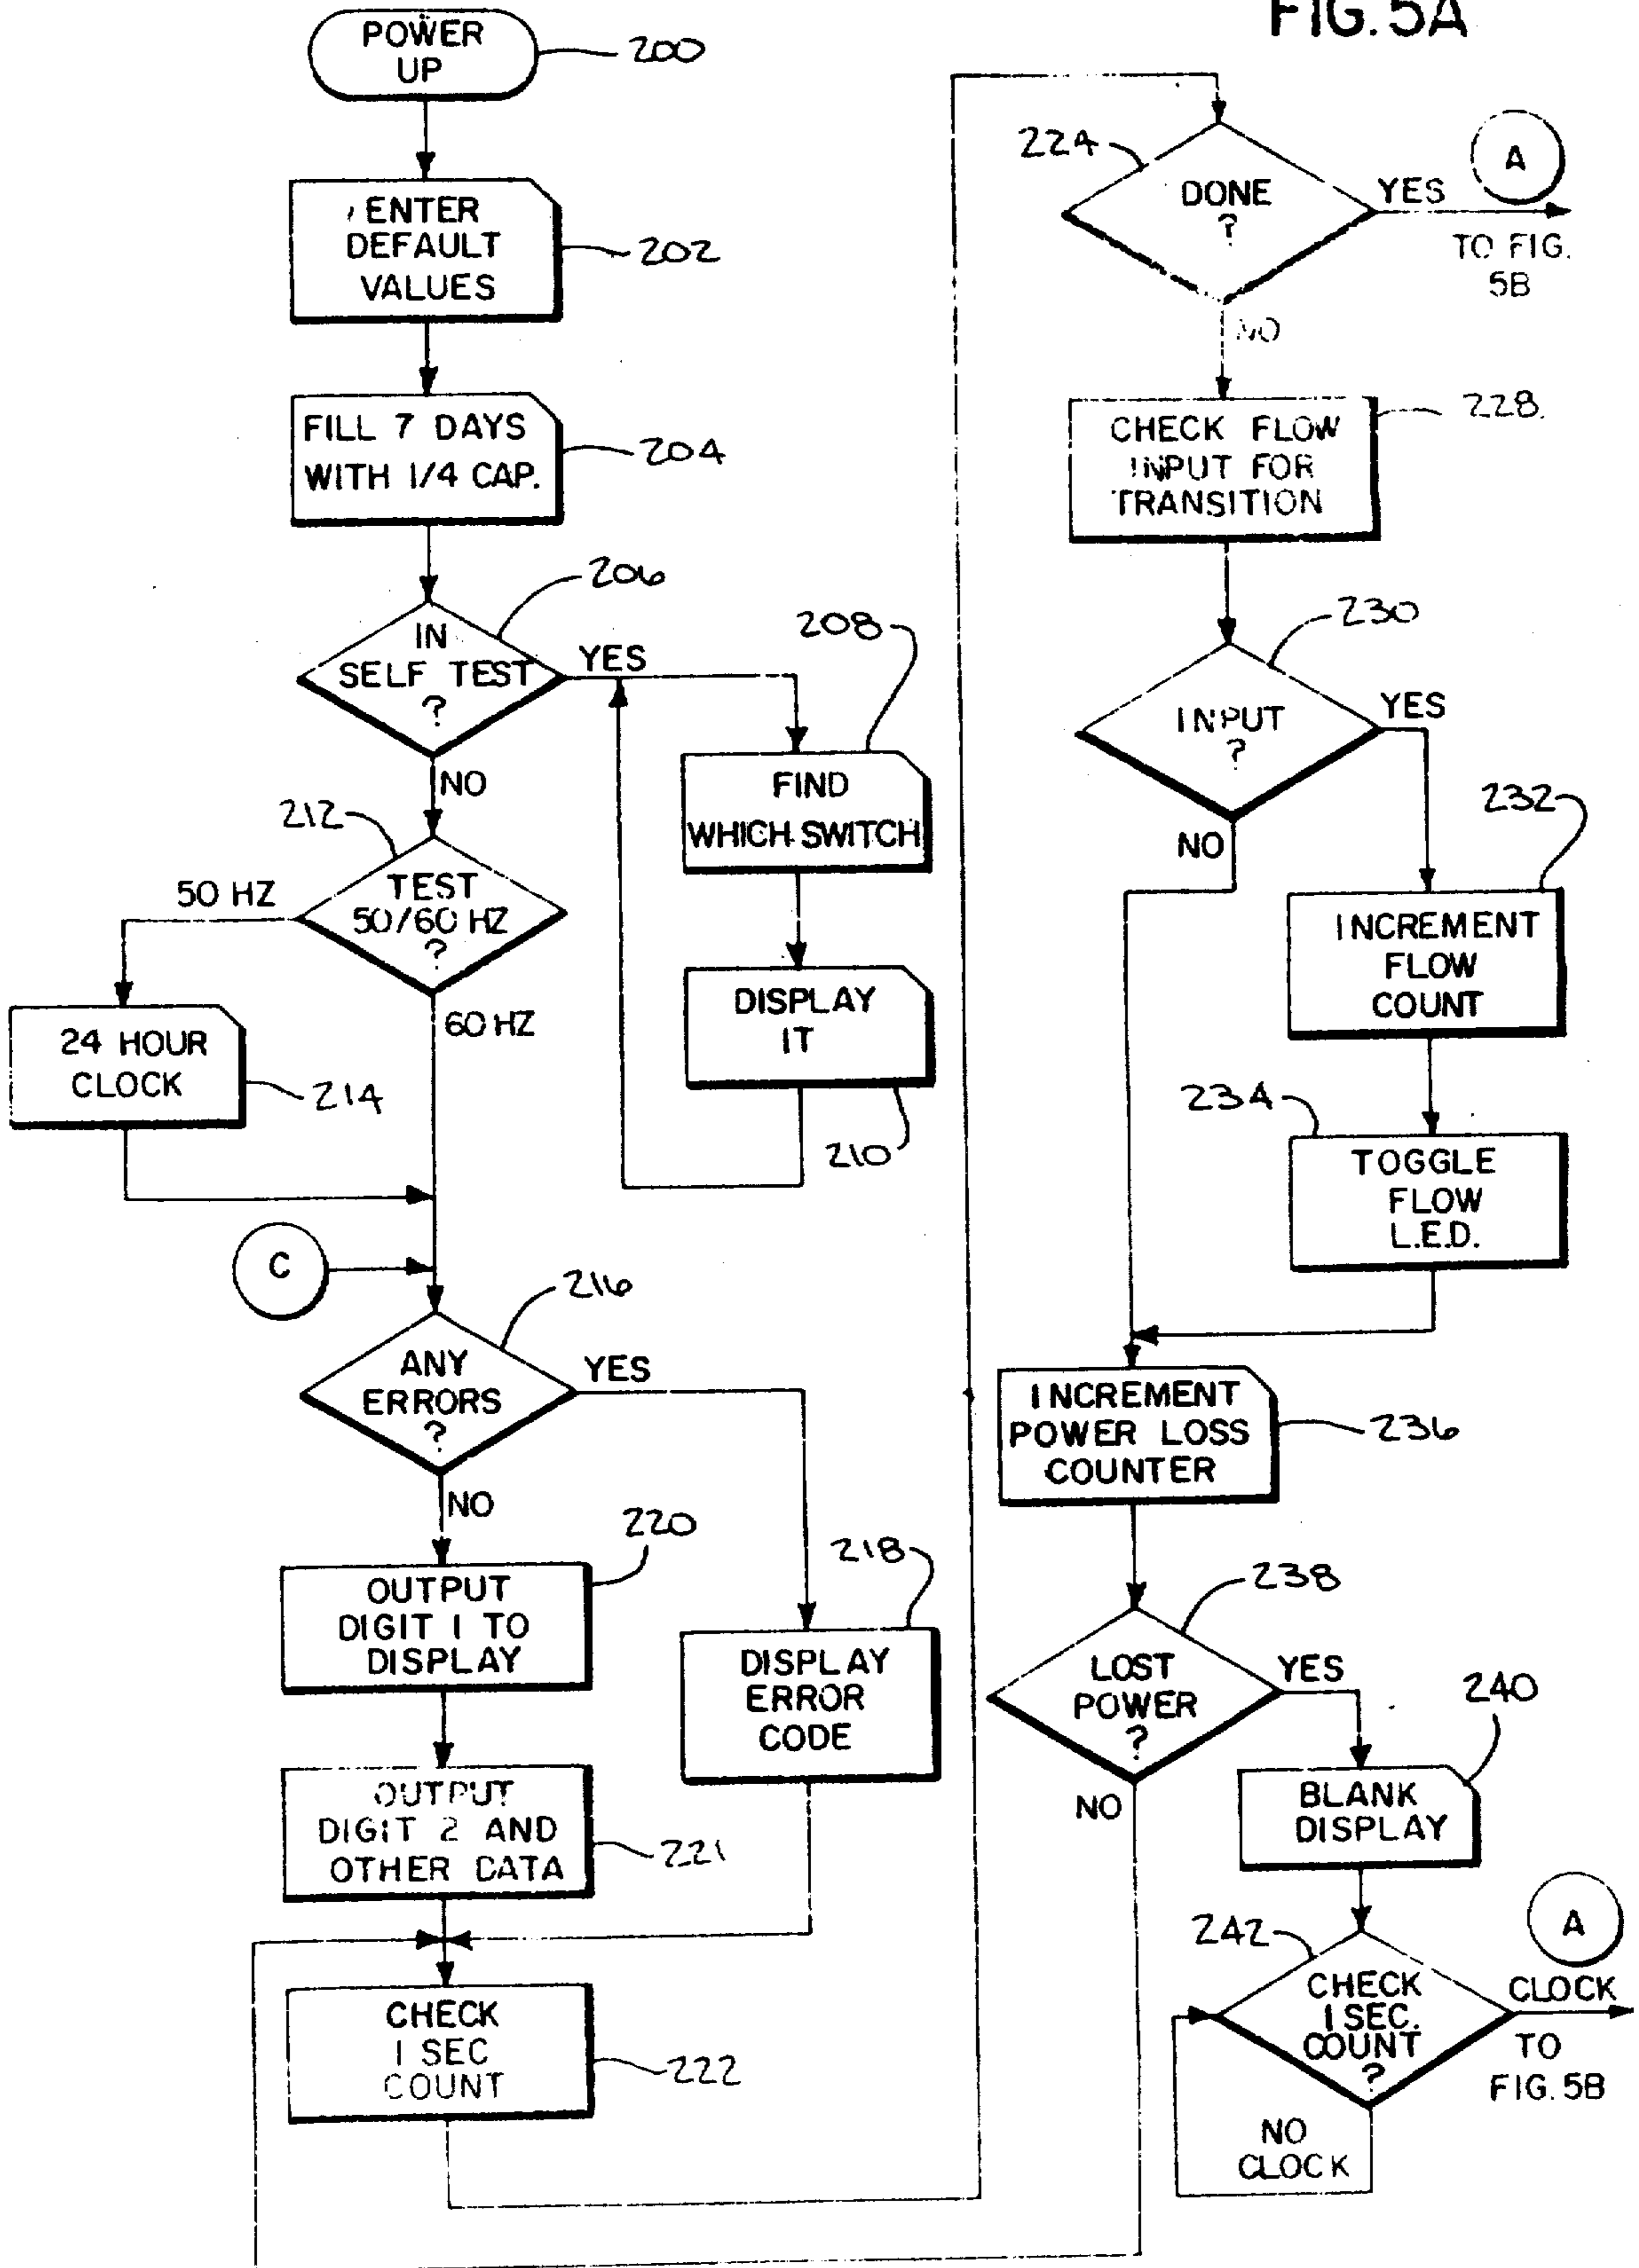 FIG. 5A
POWER
UP
200
ENTER
DEFAULT
VALUES
202
FILL 7 DAYS
WITH 1/4 CAP.
204
IN
SELF TEST
?
206
YES
NO
208
FIND
WHICH SWITCH
DISPLAY
IT
210
212
TEST
50/60 HZ
?
50 HZ
60 HZ
24 HOUR
CLOCK
214
C
216
ANY
ERRORS
?
YES
NO
220
OUTPUT
DIGIT 1 TO
DISPLAY
218
DISPLAY
ERROR
CODE
OUTPUT
DIGIT 2 AND
OTHER DATA
221
CHECK
1 SEC
COUNT
222
224
DONE
?
YES
A
TO FIG.
5B
NO
CHECK FLOW
INPUT FOR
TRANSITION
228
230
INPUT
?
YES
NO
232
INCREMENT
FLOW
COUNT
234
TOGGLE
FLOW
L.E.D.
INCREMENT
POWER LOSS
COUNTER
236
238
LOST
POWER
?
YES
NO
240
BLANK
DISPLAY
242
CHECK
1 SEC.
COUNT
?
A
CLOCK
TO
FIG. 5B
NO
CLOCK